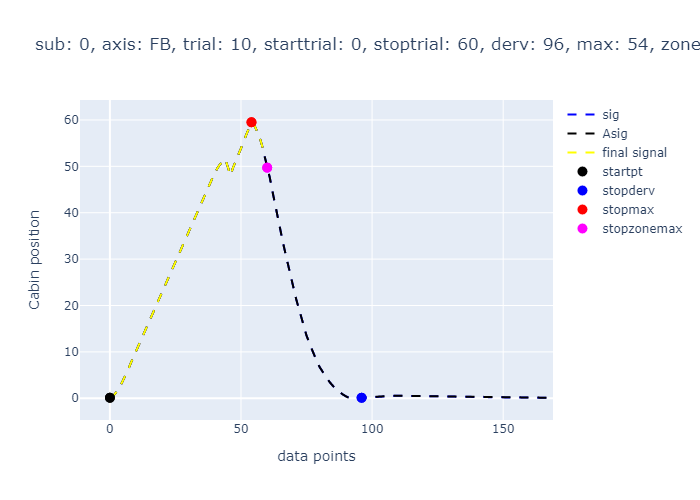 sub: 0, axis: FB, trial: 10, starttrial: 0, stoptrial: 60, derv: 96, max: 54, zone
60
50
40
30
20
10
0
Cabin position
0
50
100
150
data points
sig
Asig
final signal
startpt
stopderv
stopmax
stopzonemax